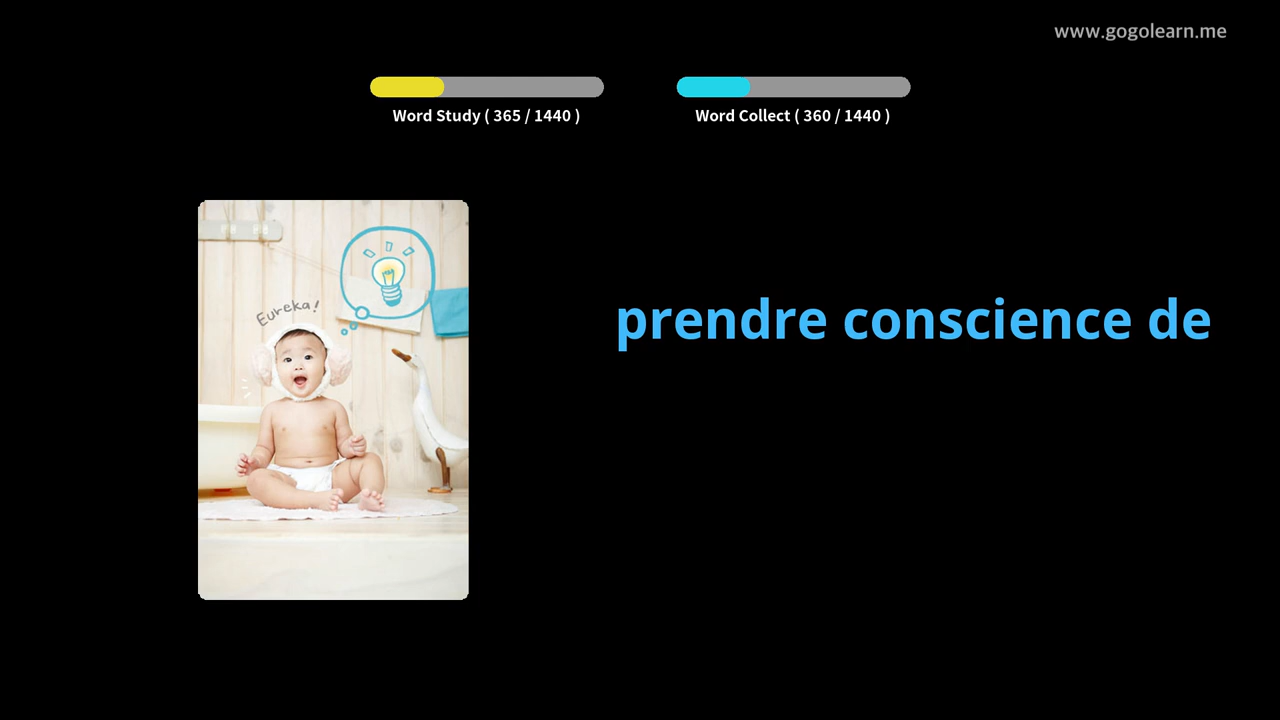 www.gogolearn.me
Word Study ( 365 / 1440 )
Word Collect ( 360 / 1440 )
Eureka!
prendre conscience de